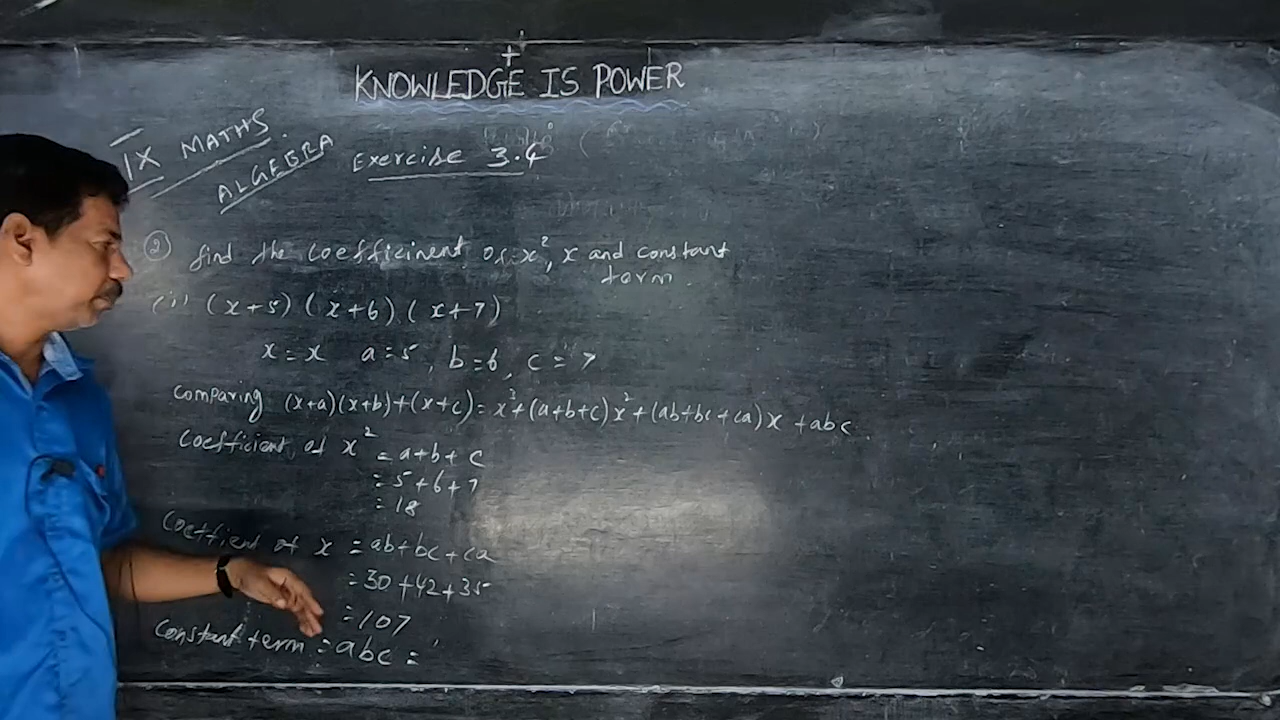 KNOWLEDGE IS POWER
IX MATHS
ALGEBRA
Exercise 3.4
② find the coefficinent of x², x and constant
term
(i) (x+5) (x+6) (x+7)
x = x a = 5, b = 6, c = 7
Comparing (x+a)(x+b)+(x+c) = x³+(a+b+c)x²+(ab+bc+ca)x +abc.
Coefficient of x² = a+b+c
= 5+6+7
= 18
Coeffient of x = ab+bc+ca
= 30+42+35
= 107
Constant term = abc =